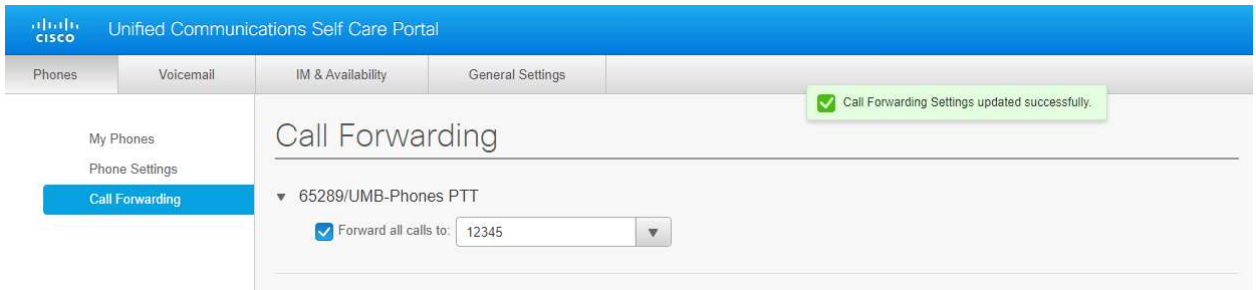 CISCO Unified Communications Self Care Portal
Phones Voicemail IM & Availability General Settings
Call Forwarding Settings updated successfully.
My Phones
Phone Settings
Call Forwarding
Call Forwarding
65289/UMB-Phones PTT
Forward all calls to: 12345